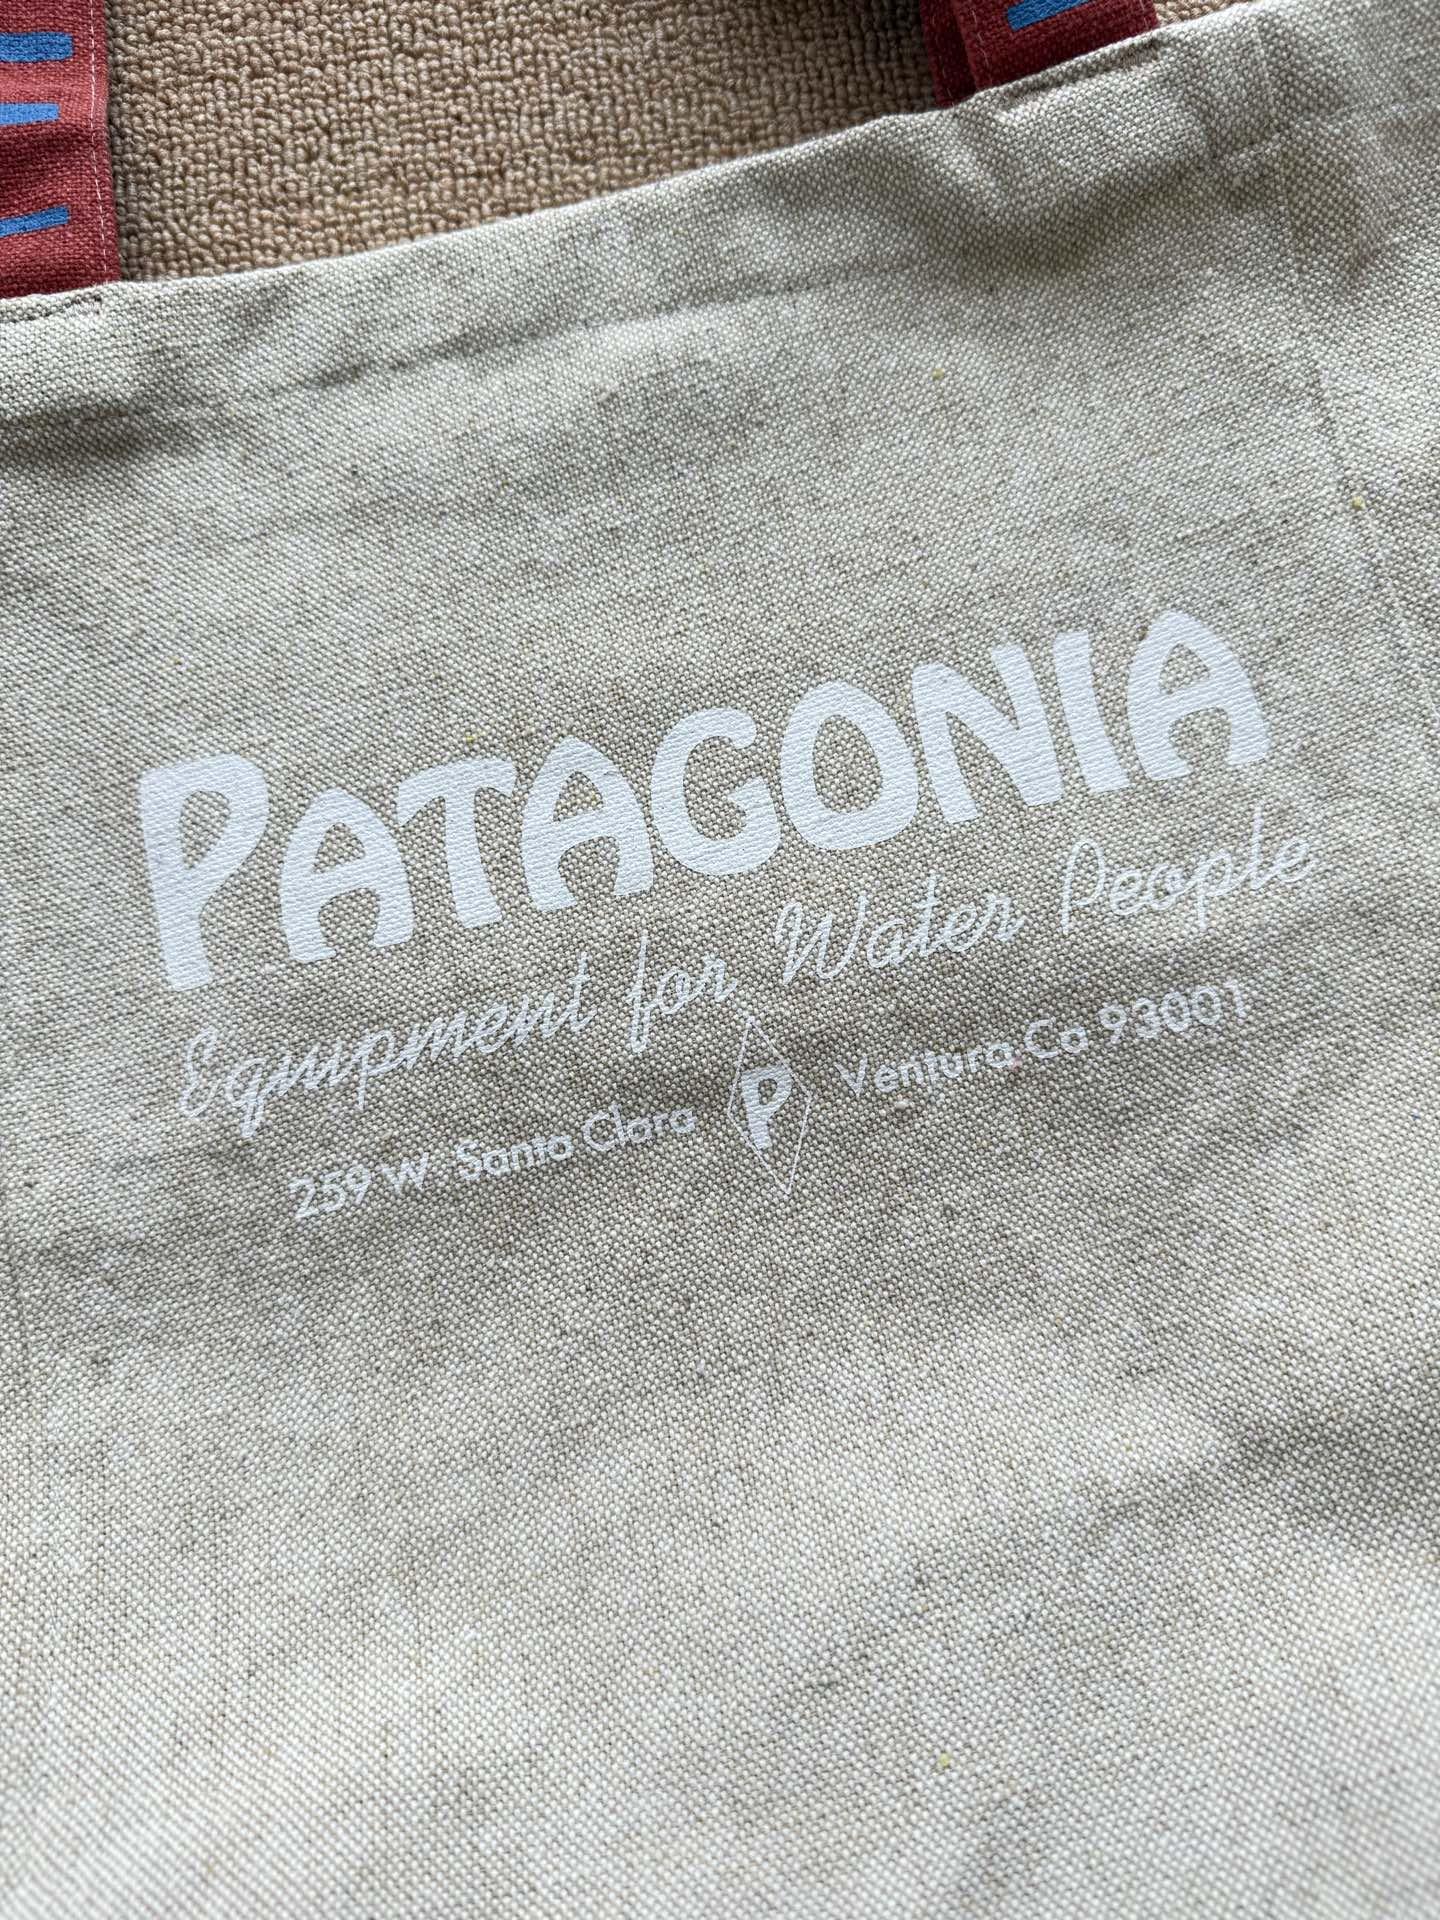 PATAGONIA
Equipment for Water People
259 W. Santa Clara P Ventura Ca 93001